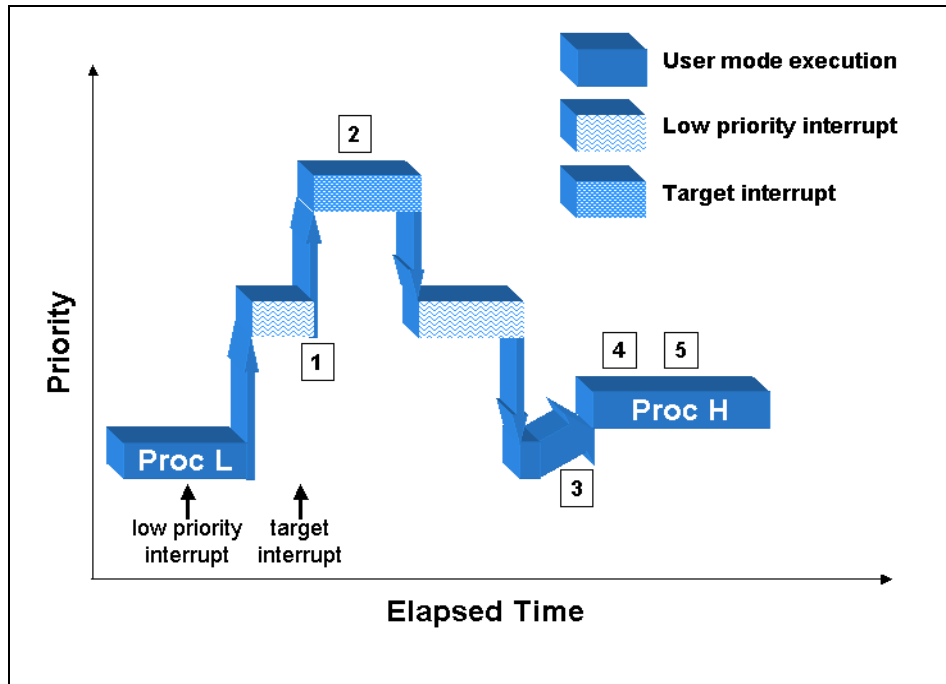 User mode execution
Low priority interrupt
Target interrupt
2
1
4 5
Proc H
Proc L
3
low priority
interrupt
target
interrupt
Priority
Elapsed Time